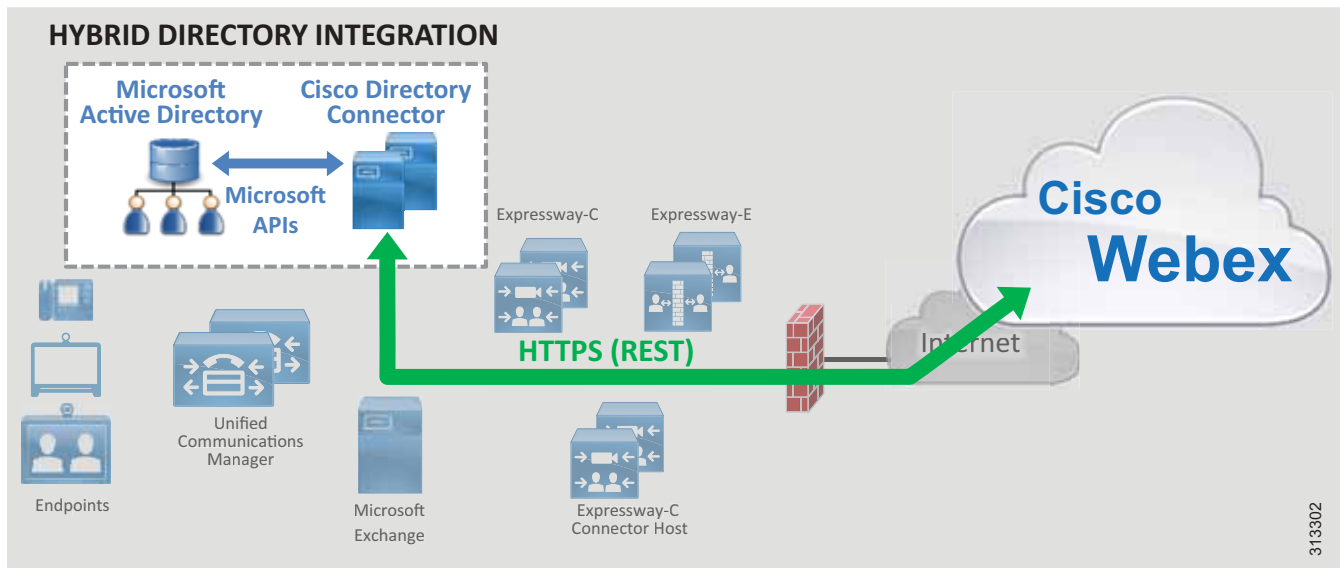 HYBRID DIRECTORY INTEGRATION
Microsoft
Active Directory
Cisco Directory
Connector
Microsoft
APIs
Expressway-C
Expressway-E
Cisco
Webex
HTTPS (REST)
Internet
Unified
Communications
Manager
Endpoints
Microsoft
Exchange
Expressway-C
Connector Host
313302